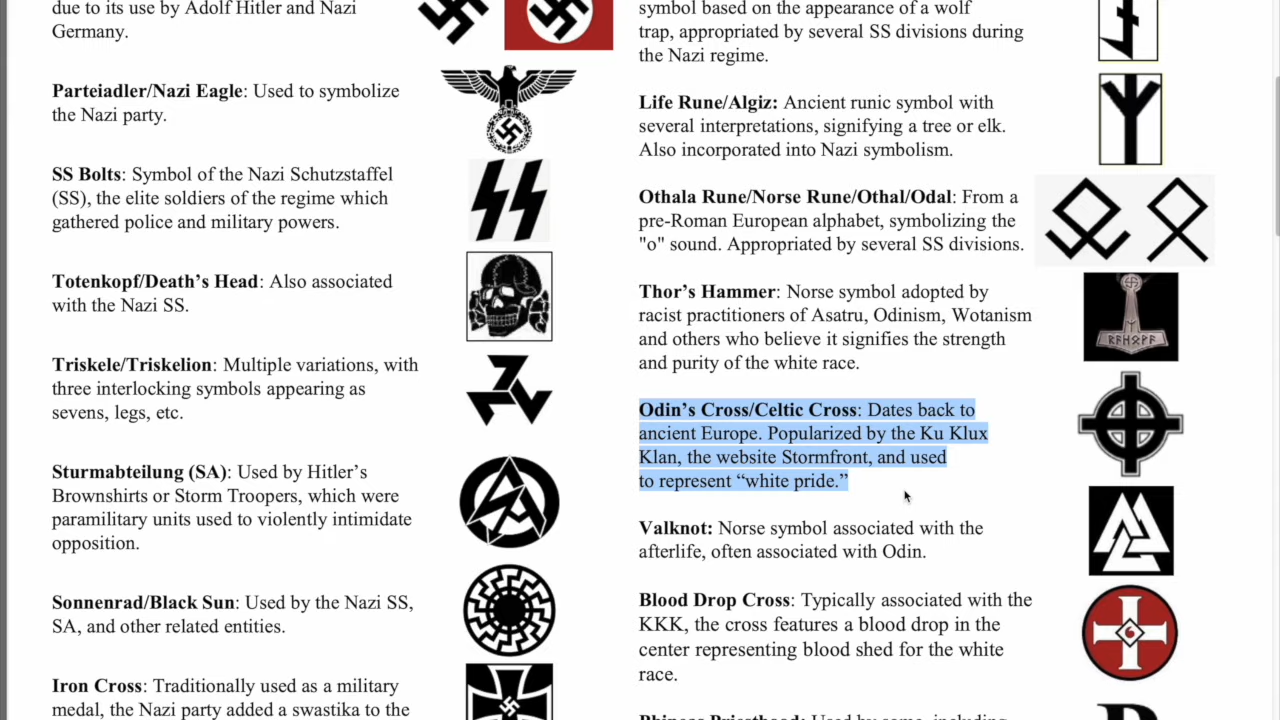 due to its use by Adolf Hitler and Nazi
Germany.
Parteiadler/Nazi Eagle: Used to symbolize
the Nazi party.
SS Bolts: Symbol of the Nazi Schutzstaffel
(SS), the elite soldiers of the regime which
gathered police and military powers.
Totenkopf/Death’s Head: Also associated
with the Nazi SS.
Triskele/Triskelion: Multiple variations, with
three interlocking symbols appearing as
sevens, legs, etc.
Sturmabteilung (SA): Used by Hitler’s
Brownshirts or Storm Troopers, which were
paramilitary units used to violently intimidate
opposition.
Sonnenrad/Black Sun: Used by the Nazi SS,
SA, and other related entities.
Iron Cross: Traditionally used as a military
medal, the Nazi party added a swastika to the
symbol based on the appearance of a wolf
trap, appropriated by several SS divisions during
the Nazi regime.
Life Rune/Algiz: Ancient runic symbol with
several interpretations, signifying a tree or elk.
Also incorporated into Nazi symbolism.
Othala Rune/Norse Rune/Othal/Odal: From a
pre-Roman European alphabet, symbolizing the
"o" sound. Appropriated by several SS divisions.
Thor’s Hammer: Norse symbol adopted by
racist practitioners of Asatru, Odinism, Wotanism
and others who believe it signifies the strength
and purity of the white race.
Odin’s Cross/Celtic Cross: Dates back to
ancient Europe. Popularized by the Ku Klux
Klan, the website Stormfront, and used
to represent “white pride.”
Valknot: Norse symbol associated with the
afterlife, often associated with Odin.
Blood Drop Cross: Typically associated with the
KKK, the cross features a blood drop in the
center representing blood shed for the white
race.